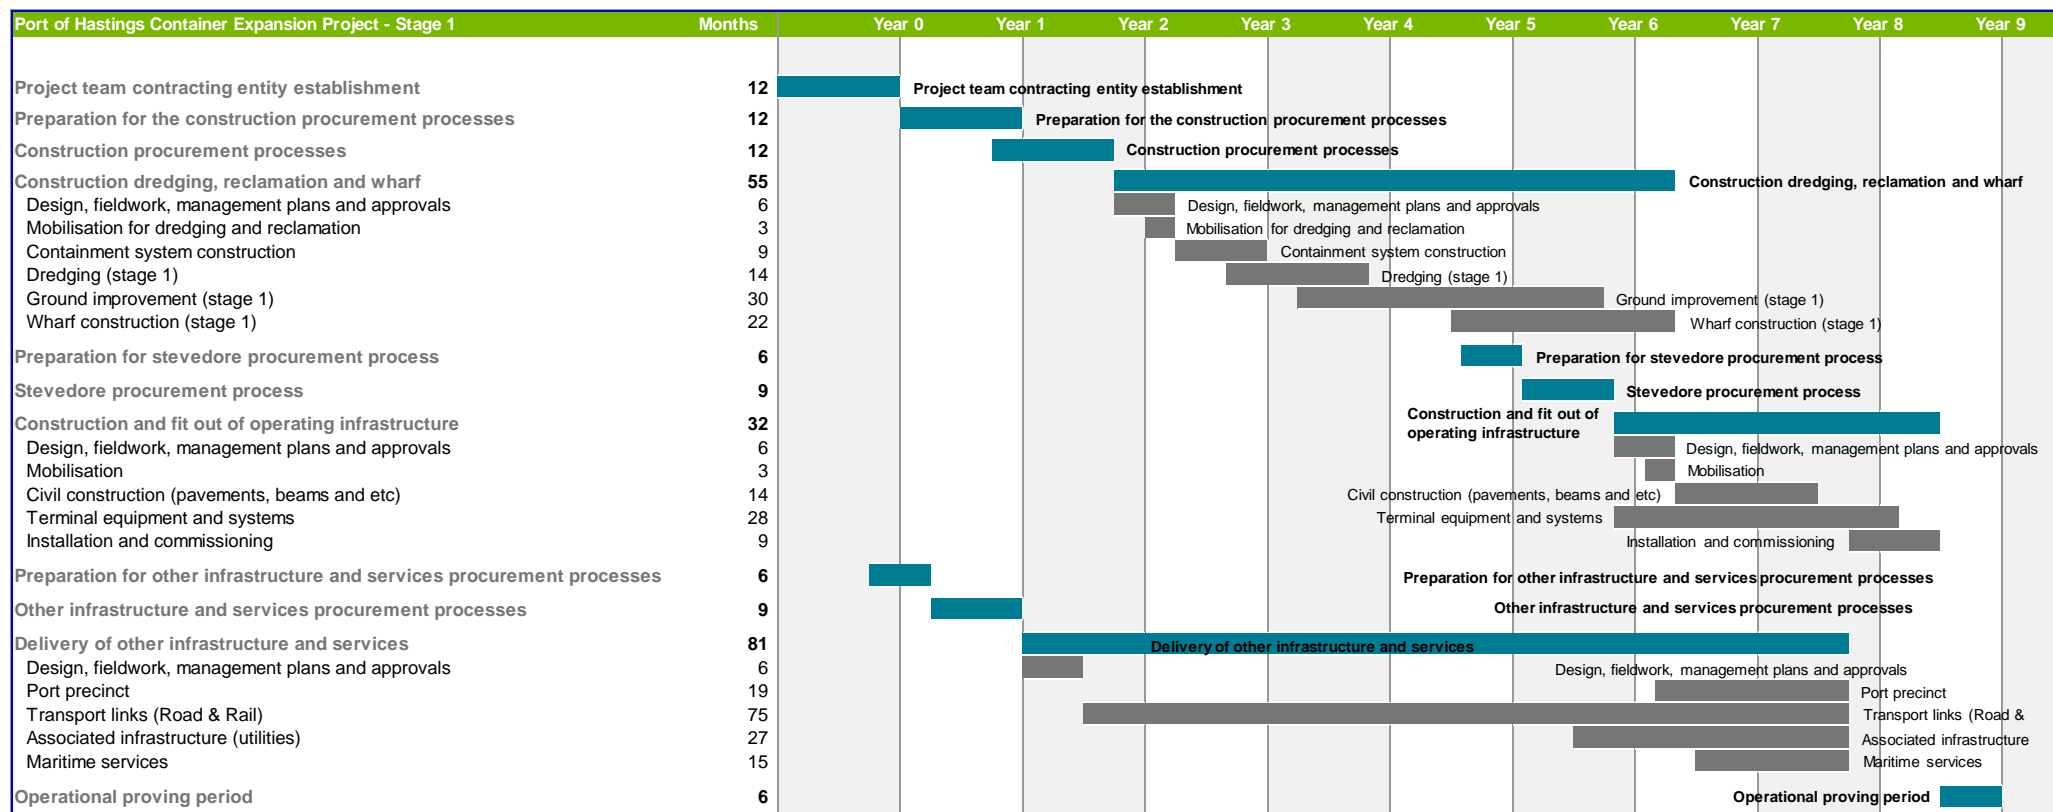 Port of Hastings Container Expansion Project - Stage 1 Months Year 0 Year 1 Year 2 Year 3 Year 4 Year 5 Year 6 Year 7 Year 8 Year 9
Project team contracting entity establishment 12 Project team contracting entity establishment
Preparation for the construction procurement processes 12 Preparation for the construction procurement processes
Construction procurement processes 12 Construction procurement processes
Construction dredging, reclamation and wharf 55 Construction dredging, reclamation and wharf
Design, fieldwork, management plans and approvals 6 Design, fieldwork, management plans and approvals
Mobilisation for dredging and reclamation 3 Mobilisation for dredging and reclamation
Containment system construction 9 Containment system construction
Dredging (stage 1) 14 Dredging (stage 1)
Ground improvement (stage 1) 30 Ground improvement (stage 1)
Wharf construction (stage 1) 22 Wharf construction (stage 1)
Preparation for stevedore procurement process 6 Preparation for stevedore procurement process
Stevedore procurement process 9 Stevedore procurement process
Construction and fit out of operating infrastructure 32 Construction and fit out of
operating infrastructure
Design, fieldwork, management plans and approvals 6 Design, fieldwork, management plans and approvals
Mobilisation 3 Mobilisation
Civil construction (pavements, beams and etc) 14 Civil construction (pavements, beams and etc)
Terminal equipment and systems 28 Terminal equipment and systems
Installation and commissioning 9 Installation and commissioning
Preparation for other infrastructure and services procurement processes 6 Preparation for other infrastructure and services procurement processes
Other infrastructure and services procurement processes 9 Other infrastructure and services procurement processes
Delivery of other infrastructure and services 81 Delivery of other infrastructure and services
Design, fieldwork, management plans and approvals 6 Design, fieldwork, management plans and approvals
Port precinct 19 Port precinct
Transport links (Road & Rail) 75 Transport links (Road &
Associated infrastructure (utilities) 27 Associated infrastructure
Maritime services 15 Maritime services
Operational proving period 6 Operational proving period